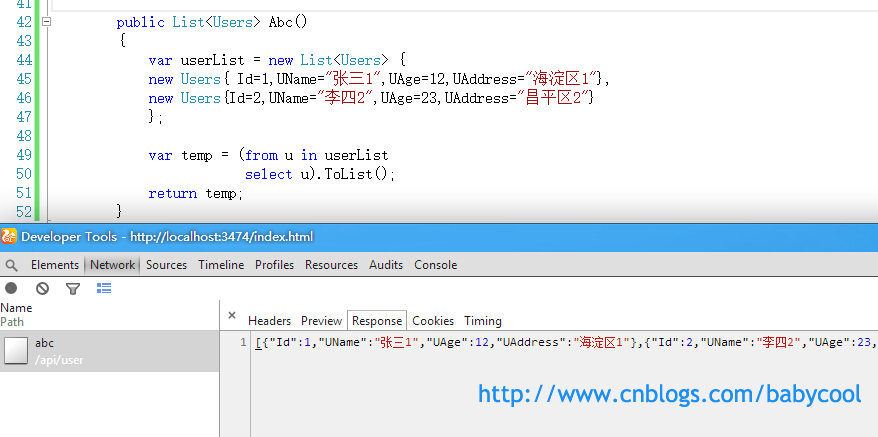 41
42 public List<Users> Abc()
43 {
44 var userList = new List<Users> {
45 new Users{ Id=1,UName="张三1",UAge=12,UAddress="海淀区1"},
46 new Users{Id=2,UName="李四2",UAge=23,UAddress="昌平区2"}
47 };
48
49 var temp = (from u in userList
50 select u).ToList();
51 return temp;
52 }
Developer Tools - http://localhost:3474/index.html
Elements Network Sources Timeline Profiles Resources Audits Console
Name
Path
× Headers Preview Response Cookies Timing
abc
/api/user
1 [{"Id":1,"UName":"张三1","UAge":12,"UAddress":"海淀区1"},{"Id":2,"UName":"李四2","UAge":23,
http://www.cnblogs.com/babycool